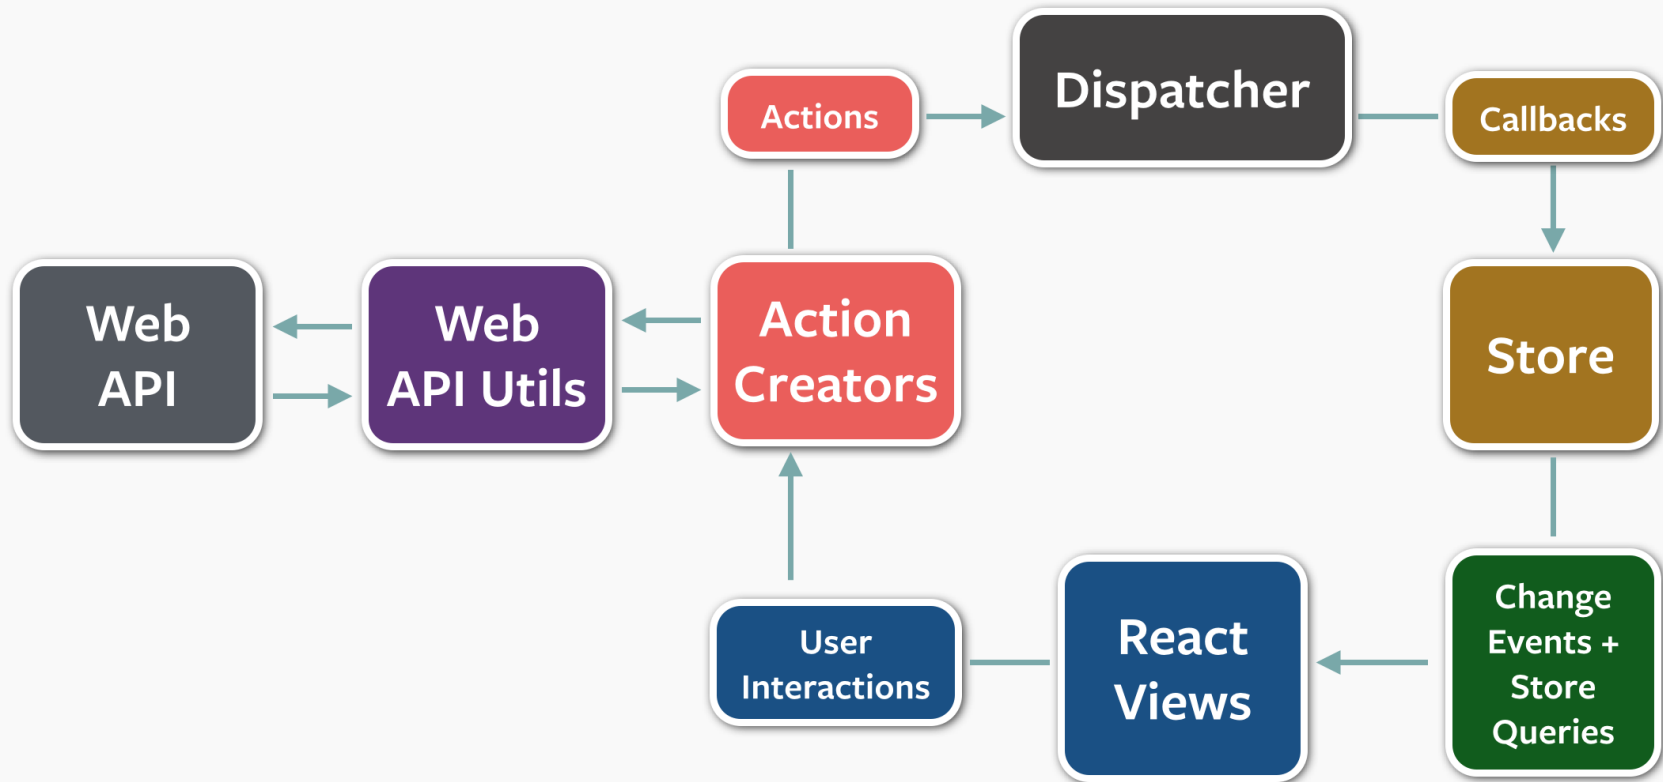 Dispatcher
Actions
Callbacks
Web
API
Web
API Utils
Action
Creators
Store
User
Interactions
React
Views
Change
Events +
Store
Queries